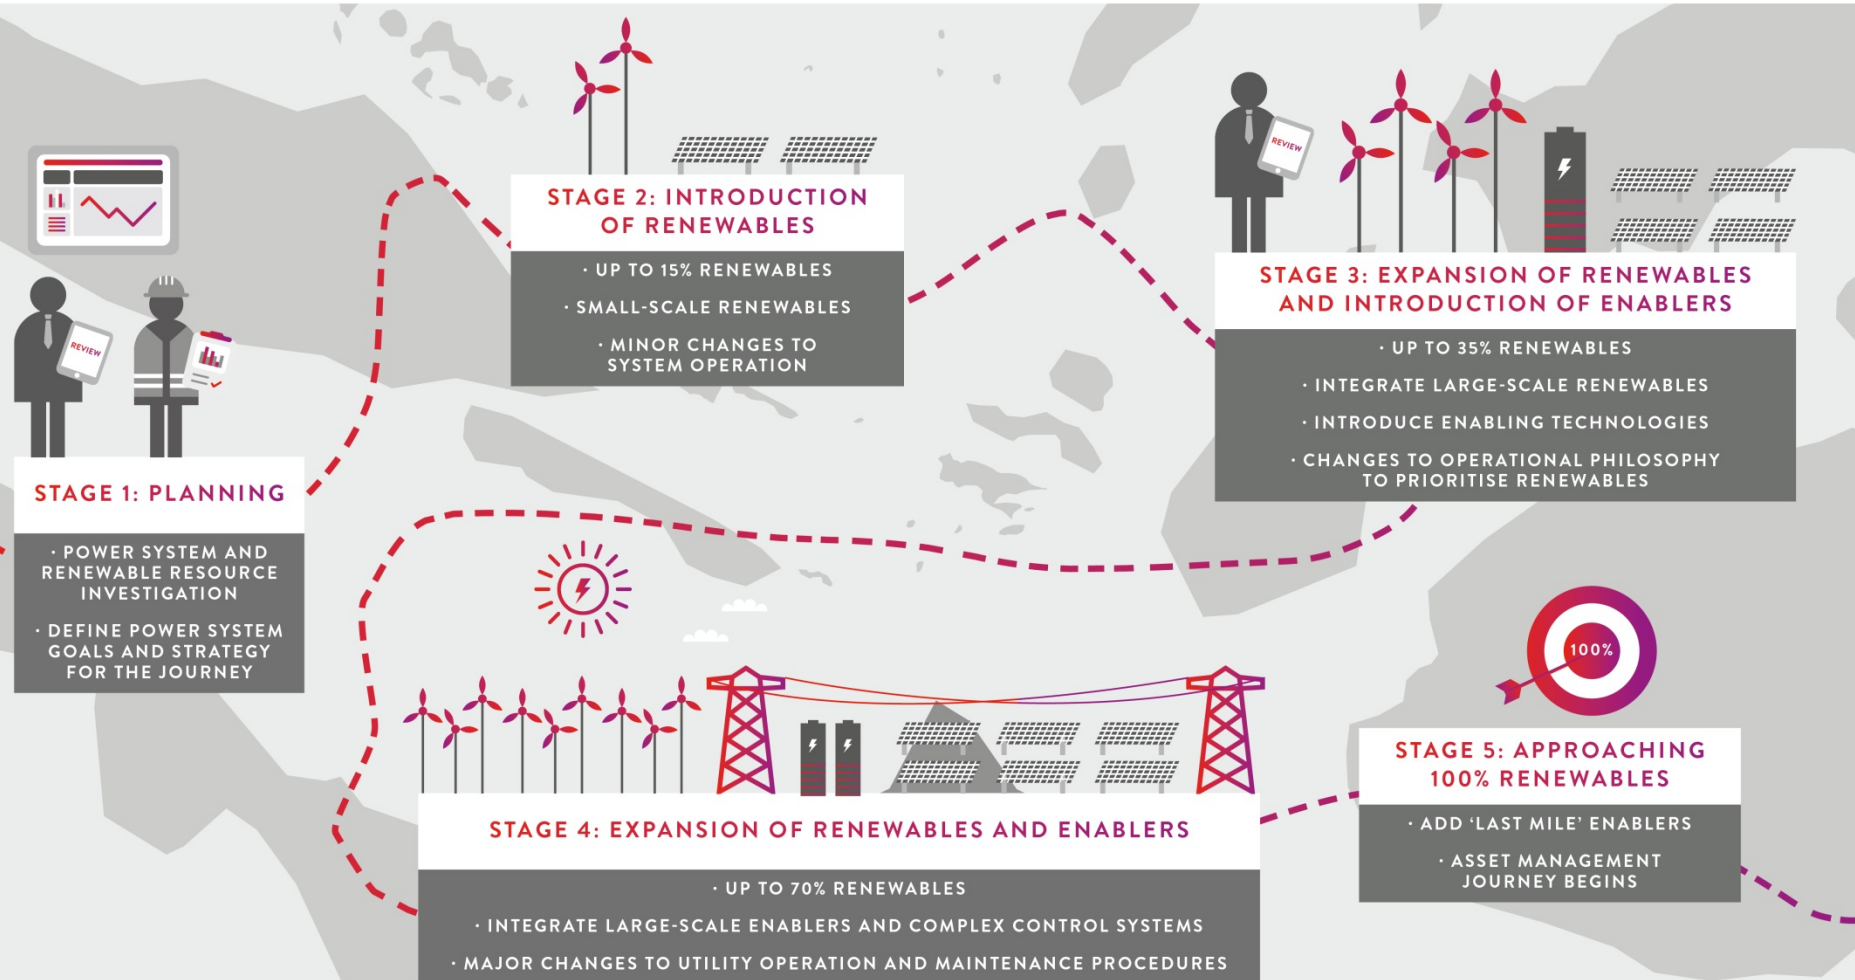 REVIEW
STAGE 1: PLANNING
· POWER SYSTEM AND
RENEWABLE RESOURCE
INVESTIGATION
· DEFINE POWER SYSTEM
GOALS AND STRATEGY
FOR THE JOURNEY
STAGE 2: INTRODUCTION
OF RENEWABLES
· UP TO 15% RENEWABLES
· SMALL-SCALE RENEWABLES
· MINOR CHANGES TO
SYSTEM OPERATION
REVIEW
STAGE 3: EXPANSION OF RENEWABLES
AND INTRODUCTION OF ENABLERS
· UP TO 35% RENEWABLES
· INTEGRATE LARGE-SCALE RENEWABLES
· INTRODUCE ENABLING TECHNOLOGIES
· CHANGES TO OPERATIONAL PHILOSOPHY
TO PRIORITISE RENEWABLES
STAGE 4: EXPANSION OF RENEWABLES AND ENABLERS
· UP TO 70% RENEWABLES
· INTEGRATE LARGE-SCALE ENABLERS AND COMPLEX CONTROL SYSTEMS
· MAJOR CHANGES TO UTILITY OPERATION AND MAINTENANCE PROCEDURES
100%
STAGE 5: APPROACHING
100% RENEWABLES
· ADD ‘LAST MILE’ ENABLERS
· ASSET MANAGEMENT
JOURNEY BEGINS